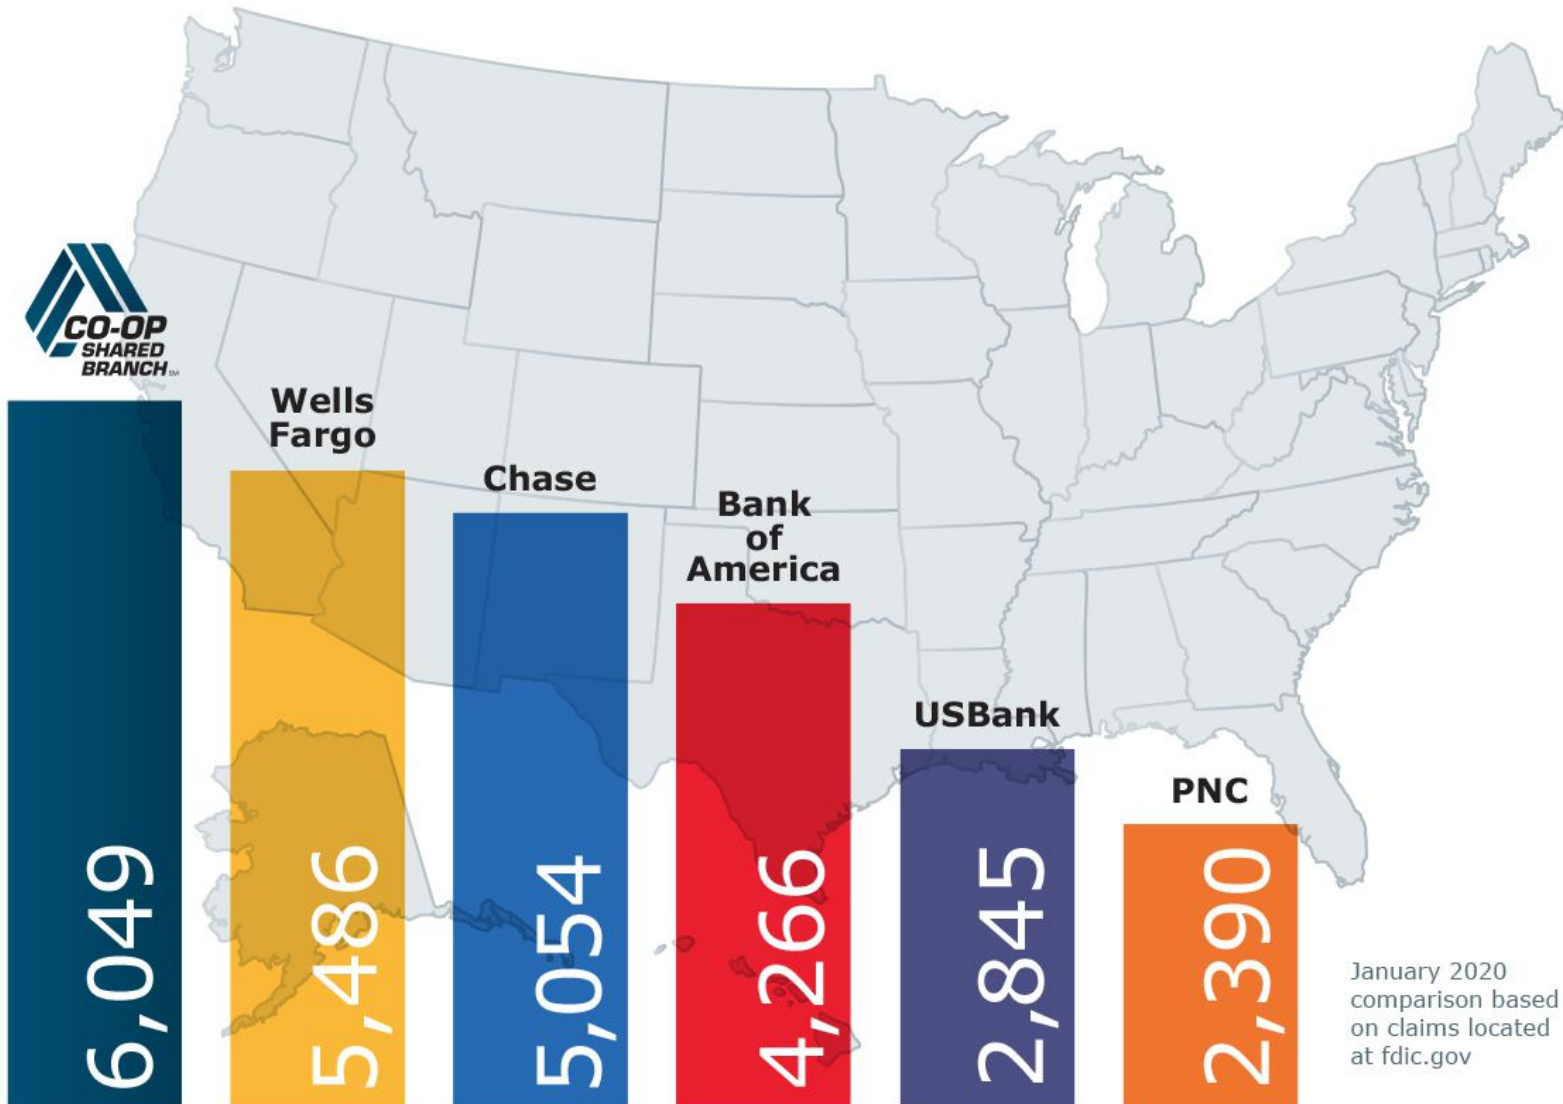 CO-OP
SHARED
BRANCH SM
6,049
Wells
Fargo
5,486
Chase
5,054
Bank
of
America
4,266
USBank
2,845
PNC
2,390
January 2020
comparison based
on claims located
at fdic.gov